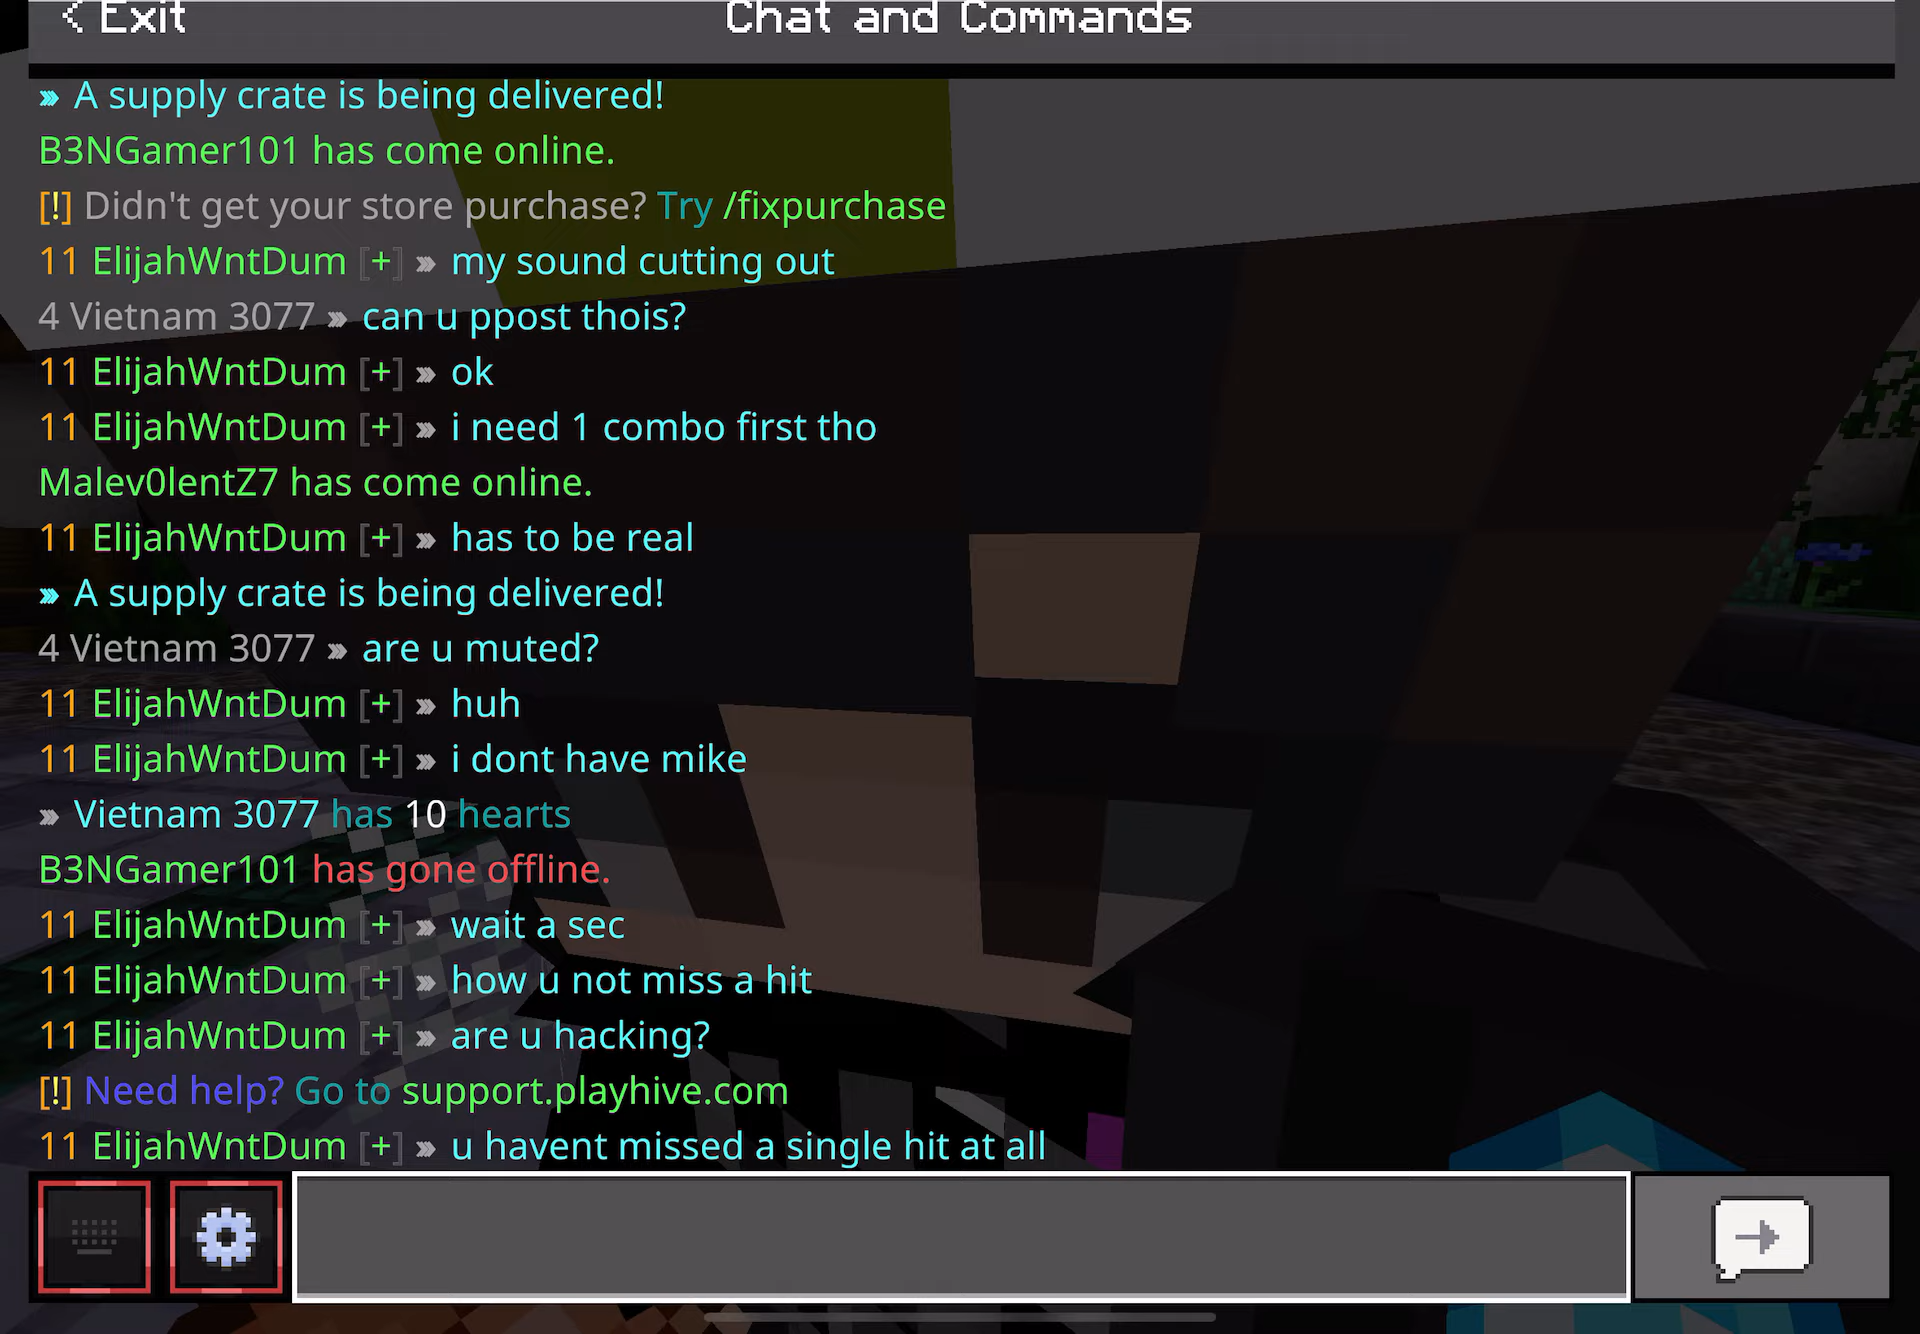 < Exit
Chat and Commands
» A supply crate is being delivered!
B3NGamer101 has come online.
[!] Didn't get your store purchase? Try /fixpurchase
11 ElijahWntDum [+] » my sound cutting out
4 Vietnam 3077 » can u ppost thois?
11 ElijahWntDum [+] » ok
11 ElijahWntDum [+] » i need 1 combo first tho
Malev0lentZ7 has come online.
11 ElijahWntDum [+] » has to be real
» A supply crate is being delivered!
4 Vietnam 3077 » are u muted?
11 ElijahWntDum [+] » huh
11 ElijahWntDum [+] » i dont have mike
» Vietnam 3077 has 10 hearts
B3NGamer101 has gone offline.
11 ElijahWntDum [+] » wait a sec
11 ElijahWntDum [+] » how u not miss a hit
11 ElijahWntDum [+] » are u hacking?
[!] Need help? Go to support.playhive.com
11 ElijahWntDum [+] » u havent missed a single hit at all